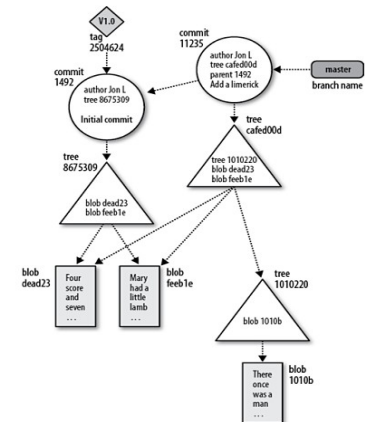 V1.0
tag
2504624
commit
11235
author Jon L
tree cafed00d
parent 1492
Add a limerick
master
branch name
commit
1492
author Jon L
tree 8675309
Initial commit
tree
cafed00d
tree 1010220
blob dead23
blob feeb1e
tree
8675309
blob dead23
blob feeb1e
blob
dead23
Four
score
and
seven
...
Mary
had a
little
lamb
...
blob
feeb1e
tree
1010220
blob 1010b
There
once
was a
man
...
blob
1010b